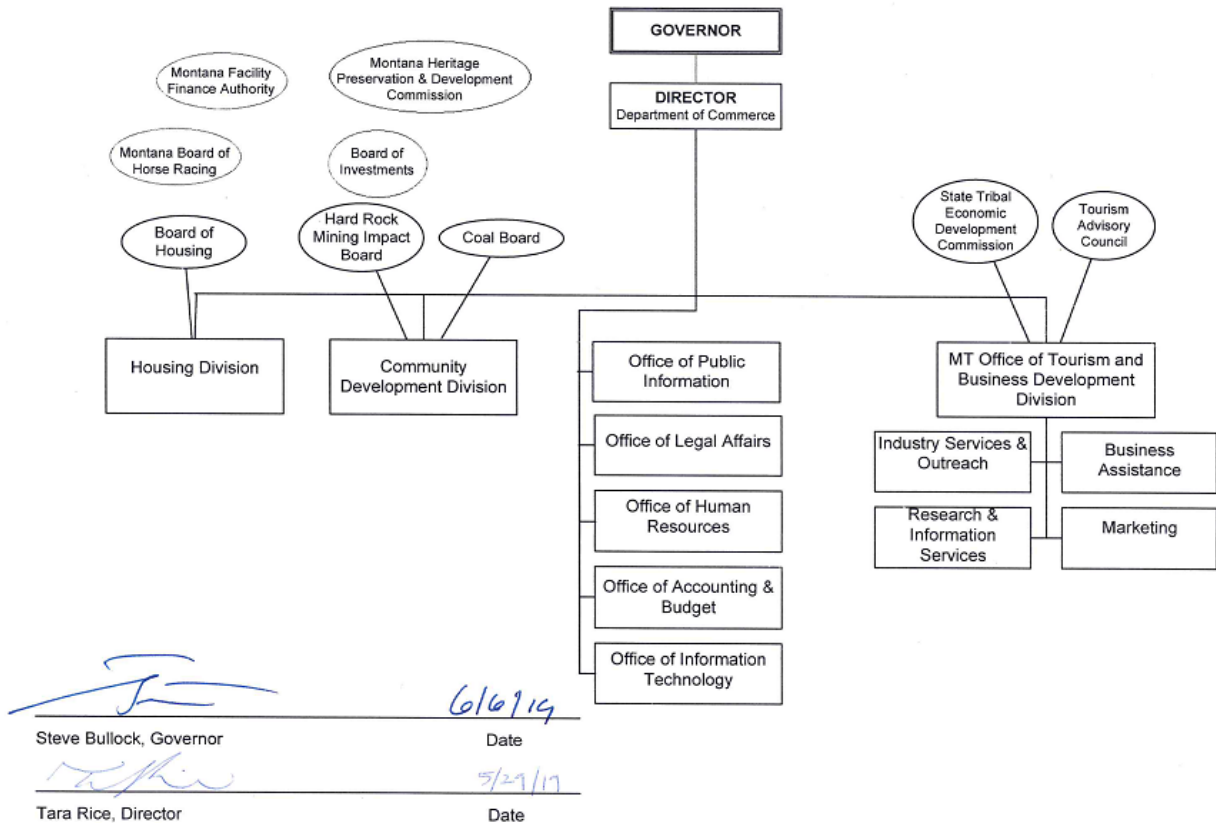 GOVERNOR
DIRECTOR
Department of Commerce
Montana Facility
Finance Authority
Montana Heritage
Preservation & Development
Commission
Montana Board of
Horse Racing
Board of
Investments
Board of
Housing
Hard Rock
Mining Impact
Board
Coal Board
State Tribal
Economic
Development
Commission
Tourism
Advisory
Council
Housing Division
Community
Development Division
Office of Public
Information
Office of Legal Affairs
Office of Human
Resources
Office of Accounting &
Budget
Office of Information
Technology
MT Office of Tourism and
Business Development
Division
Industry Services &
Outreach
Business
Assistance
Research &
Information
Services
Marketing
6/6/19
Steve Bullock, Governor Date
Tara Rice, Director Date